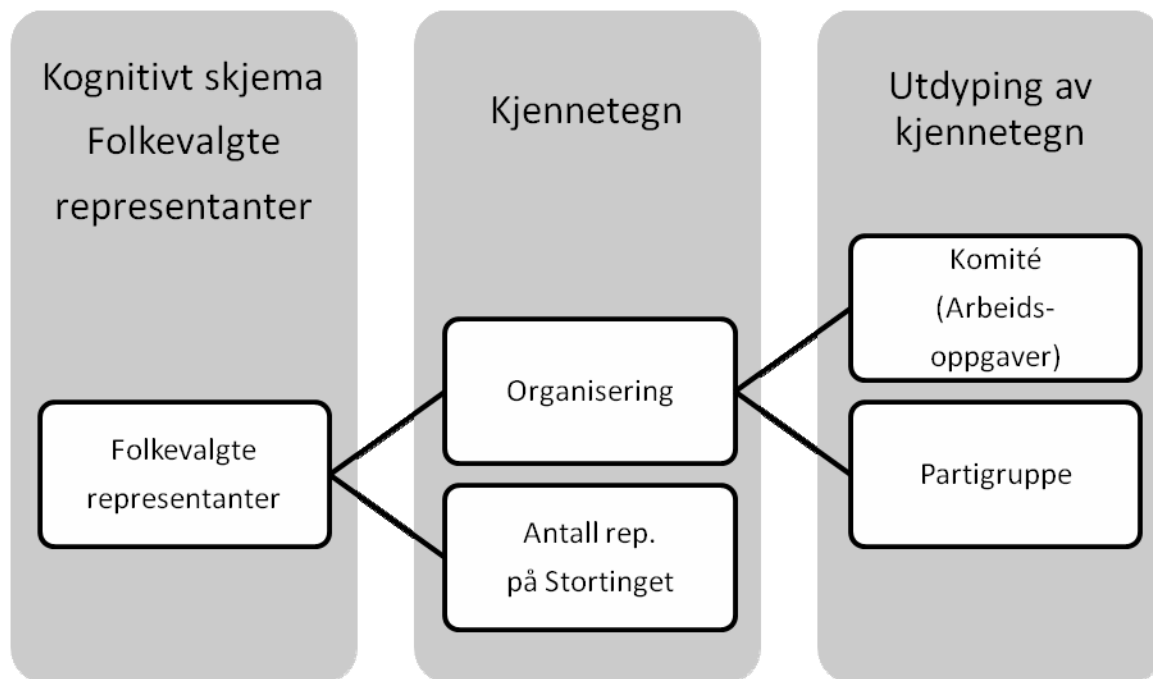 Kognitivt skjema
Folkevalgte
representanter
Kjennetegn
Utdyping av
kjennetegn
Folkevalgte
representanter
Organisering
Antall rep.
på Stortinget
Komité
(Arbeids-
oppgaver)
Partigruppe